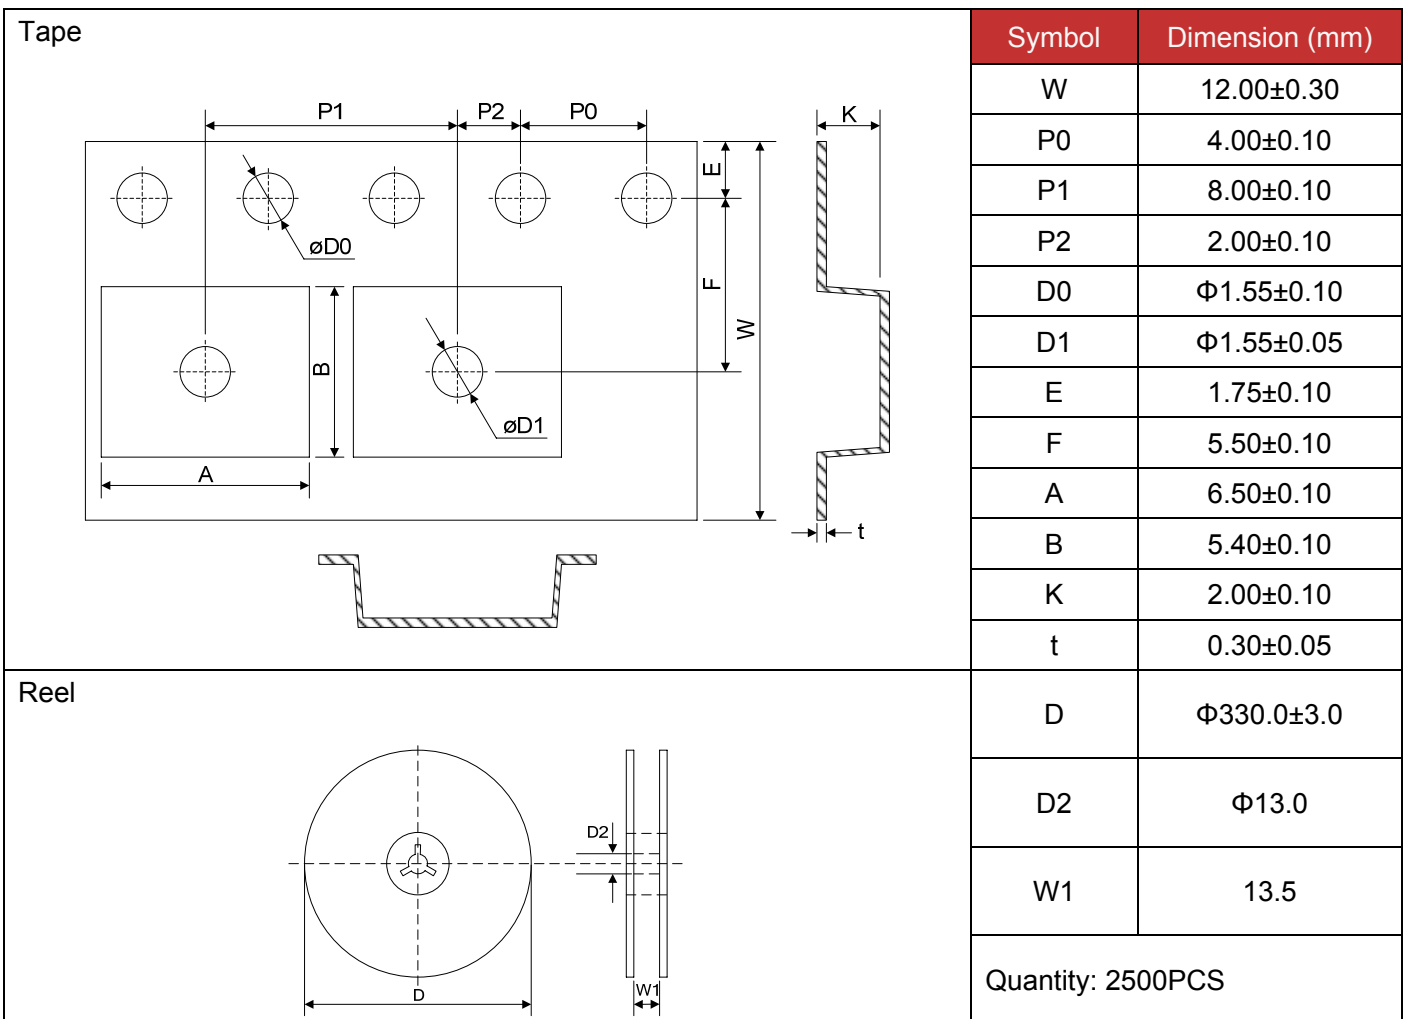 Tape
Symbol Dimension (mm)
W 12.00±0.30
P0 4.00±0.10
P1 8.00±0.10
P2 2.00±0.10
D0 Φ1.55±0.10
D1 Φ1.55±0.05
E 1.75±0.10
F 5.50±0.10
A 6.50±0.10
B 5.40±0.10
K 2.00±0.10
t 0.30±0.05
P1 P2 P0 K
E
øD0
F
W
B
øD1
A
t
Reel
D Φ330.0±3.0
D2 Φ13.0
W1 13.5
Quantity: 2500PCS
D2
W1
D